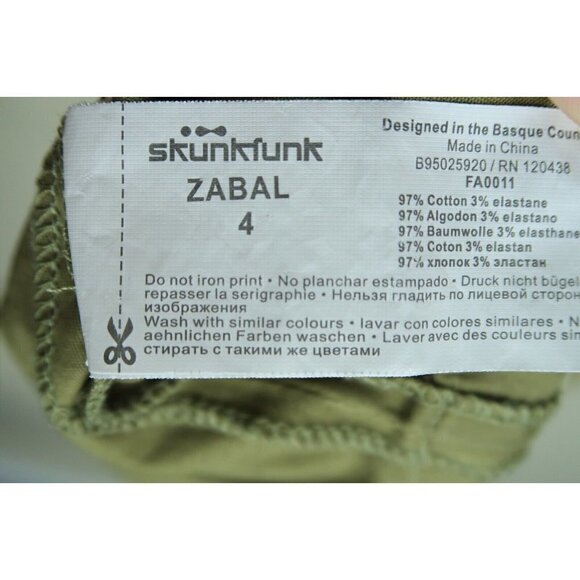 skunkfunk
ZABAL
4
Designed in the Basque Coun
Made in China
B95025920 / RN 120438
FA0011
97% Cotton 3% elastane
97% Algodon 3% elastano
97% Baumwolle 3% elasthane
97% Coton 3% elastan
97% хлопок 3% эластан
Do not iron print • No planchar estampado • Druck nicht bügel
repasser la serigraphie • Нельзя гладить по лицевой сторон
изображения
Wash with similar colours • lavar con colores similares • N
aehnlichen Farben waschen • Laver avec des couleurs sim
стирать с такими же цветами